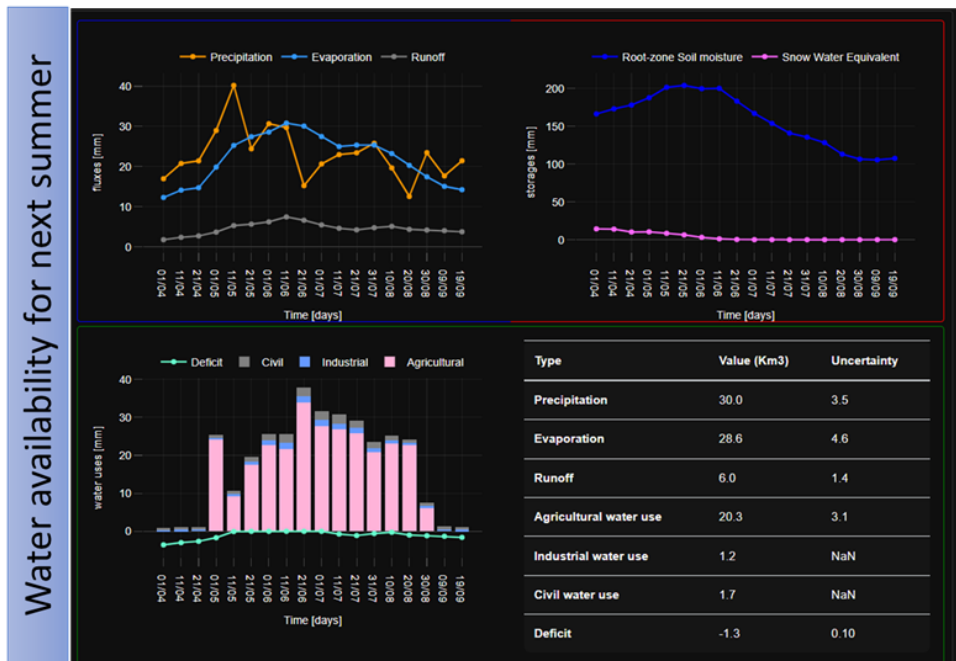 Water availability for next summer
Precipitation Evaporation Runoff
40
30
20
10
0
fluxes [mm]
01/04 11/04 21/04 01/05 11/05 21/05 01/06 11/06 21/06 01/07 11/07 21/07 31/07 10/08 20/08 30/08 09/09 19/09
Time [days]
Root-zone Soil moisture Snow Water Equivalent
200
150
100
50
0
storages [mm]
01/04 11/04 21/04 01/05 11/05 21/05 01/06 11/06 21/06 01/07 11/07 21/07 31/07 10/08 20/08 30/08 09/09 19/09
Time [days]
Deficit Civil Industrial Agricultural
40
30
20
10
0
water uses [mm]
01/04 11/04 21/04 01/05 11/05 21/05 01/06 11/06 21/06 01/07 11/07 21/07 31/07 10/08 20/08 30/08 09/09 19/09
Time [days]
Type Value (Km3) Uncertainty
Precipitation 30.0 3.5
Evaporation 28.6 4.6
Runoff 6.0 1.4
Agricultural water use 20.3 3.1
Industrial water use 1.2 NaN
Civil water use 1.7 NaN
Deficit -1.3 0.10